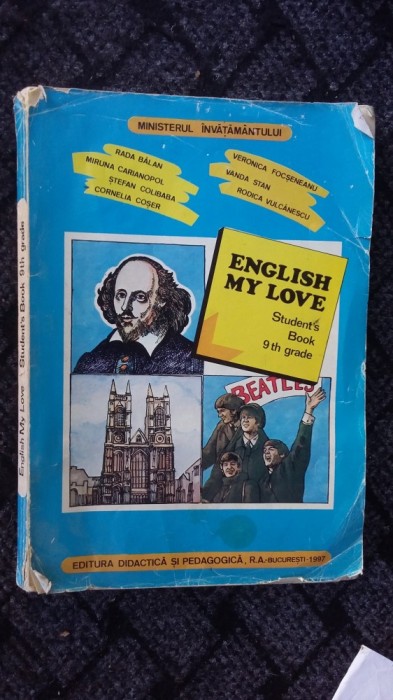 MINISTERUL ÎNVĂȚĂMÂNTULUI
RADA BĂLAN
MIRUNA CARIANOPOL
ȘTEFAN COLIBABA
CORNELIA COȘER
VERONICA FOCȘENEANU
VANDA STAN
RODICA VULCĂNESCU
ENGLISH
MY LOVE
Student's
Book
9th grade
BEATLES
EDITURA DIDACTICĂ ȘI PEDAGOGICĂ, R.A.-BUCUREȘTI-1997
English My Love \ Student's Book 9th grade